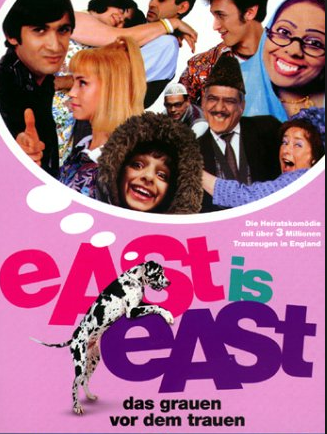 Die Heiratskomödie
mit über 3 Millionen
Trauzeugen in England
eAST is
eAST
das grauen
vor dem trauen